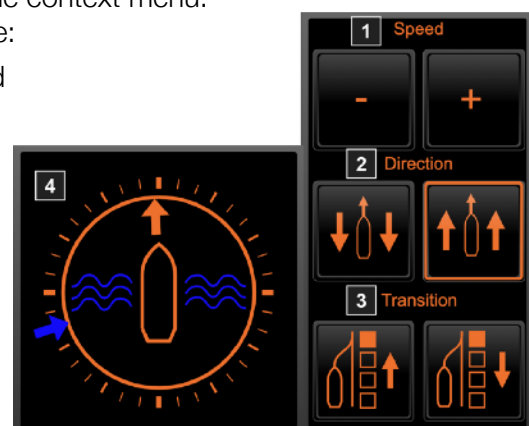 context menu.
1 Speed
- +
2 Direction
4
3 Transition